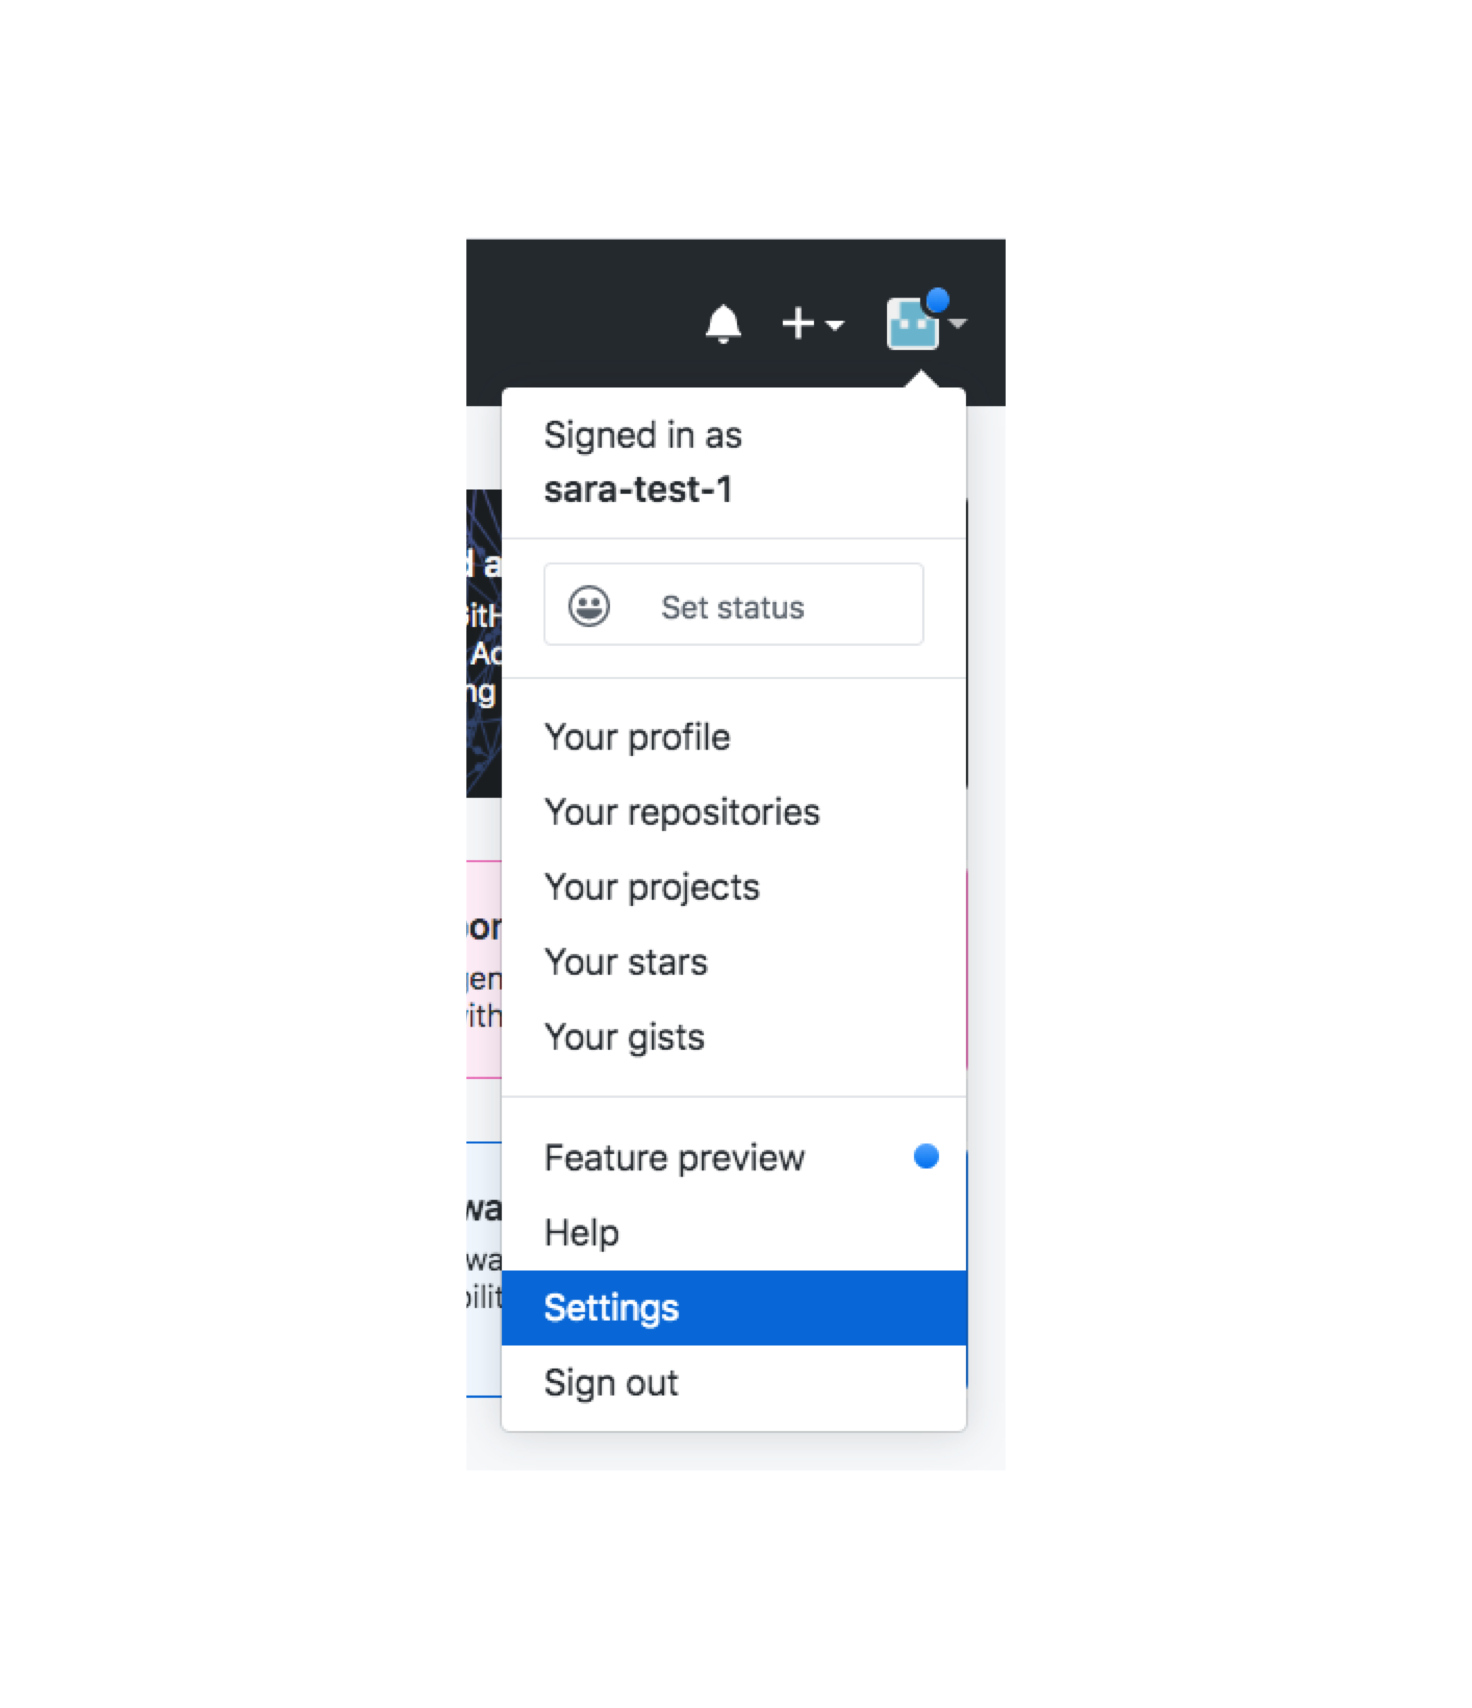 Signed in as
sara-test-1
Set status
Your profile
Your repositories
Your projects
Your stars
Your gists
Feature preview
Help
Settings
Sign out